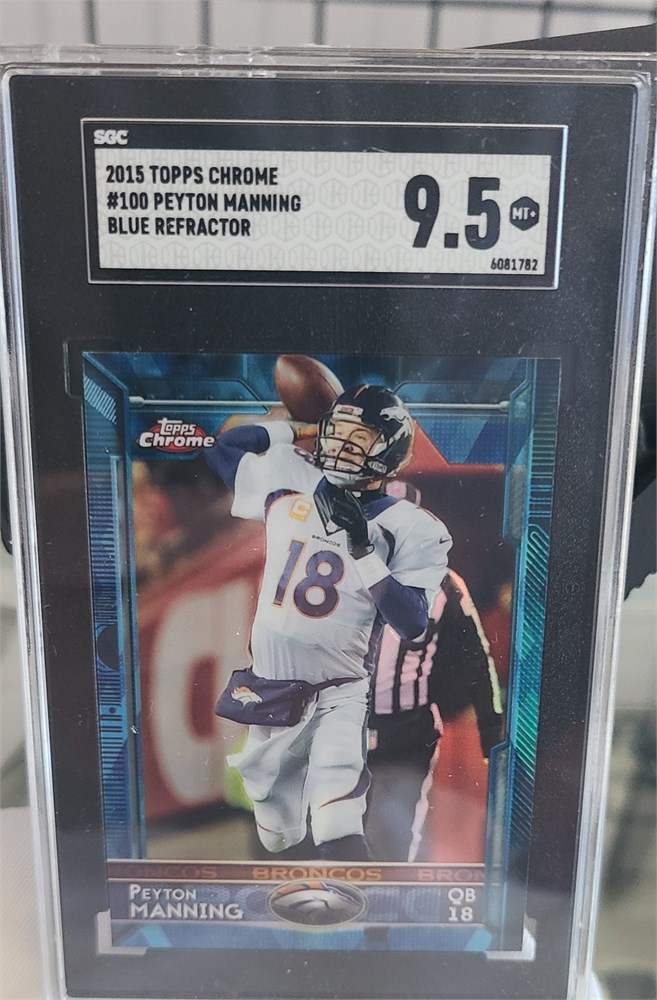 SGC
2015 TOPPS CHROME
#100 PEYTON MANNING
BLUE REFRACTOR
9.5
MT+
6081782
Topps
Chrome
C
BRONCOS
18
BRONCOS BRON
PEYTON
MANNING
QB
18